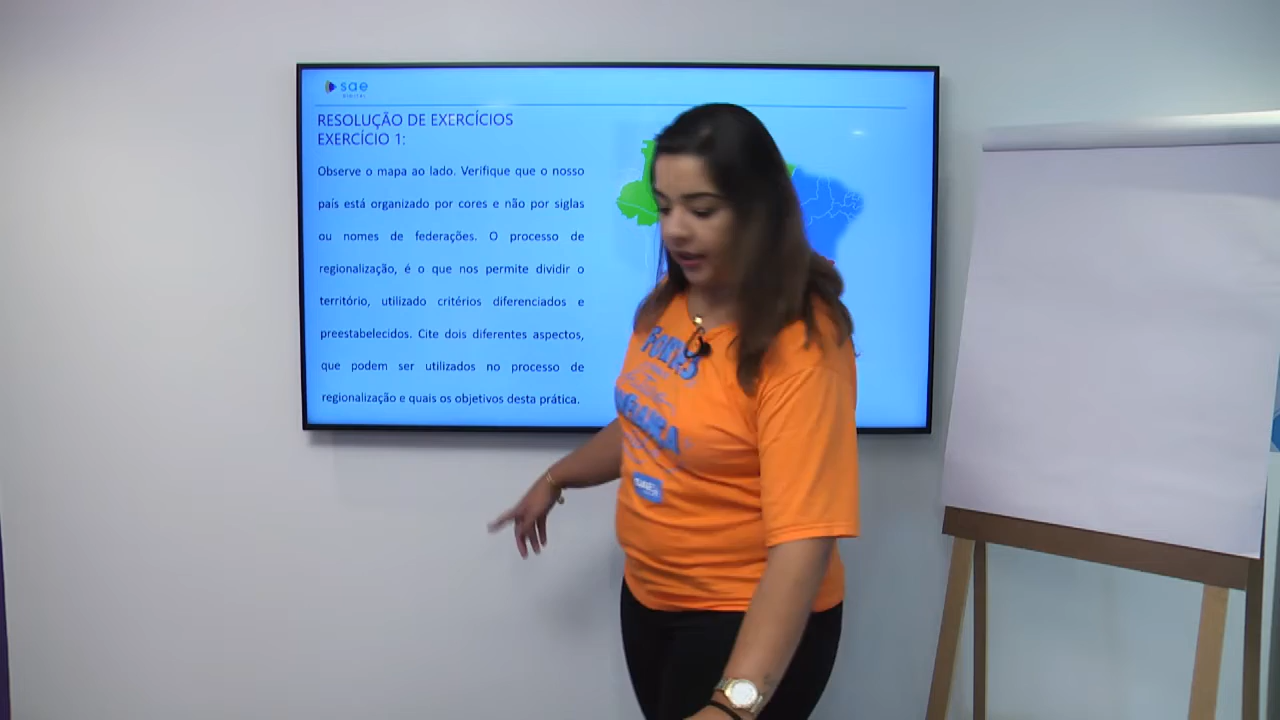 sae
DIGITAL
RESOLUÇÃO DE EXERCÍCIOS
EXERCÍCIO 1:
Observe o mapa ao lado. Verifique que o nosso
país está organizado por cores e não por siglas
ou nomes de federações. O processo de
regionalização, é o que nos permite dividir o
território, utilizado critérios diferenciados e
preestabelecidos. Cite dois diferentes aspectos,
que podem ser utilizados no processo de
regionalização e quais os objetivos desta prática.